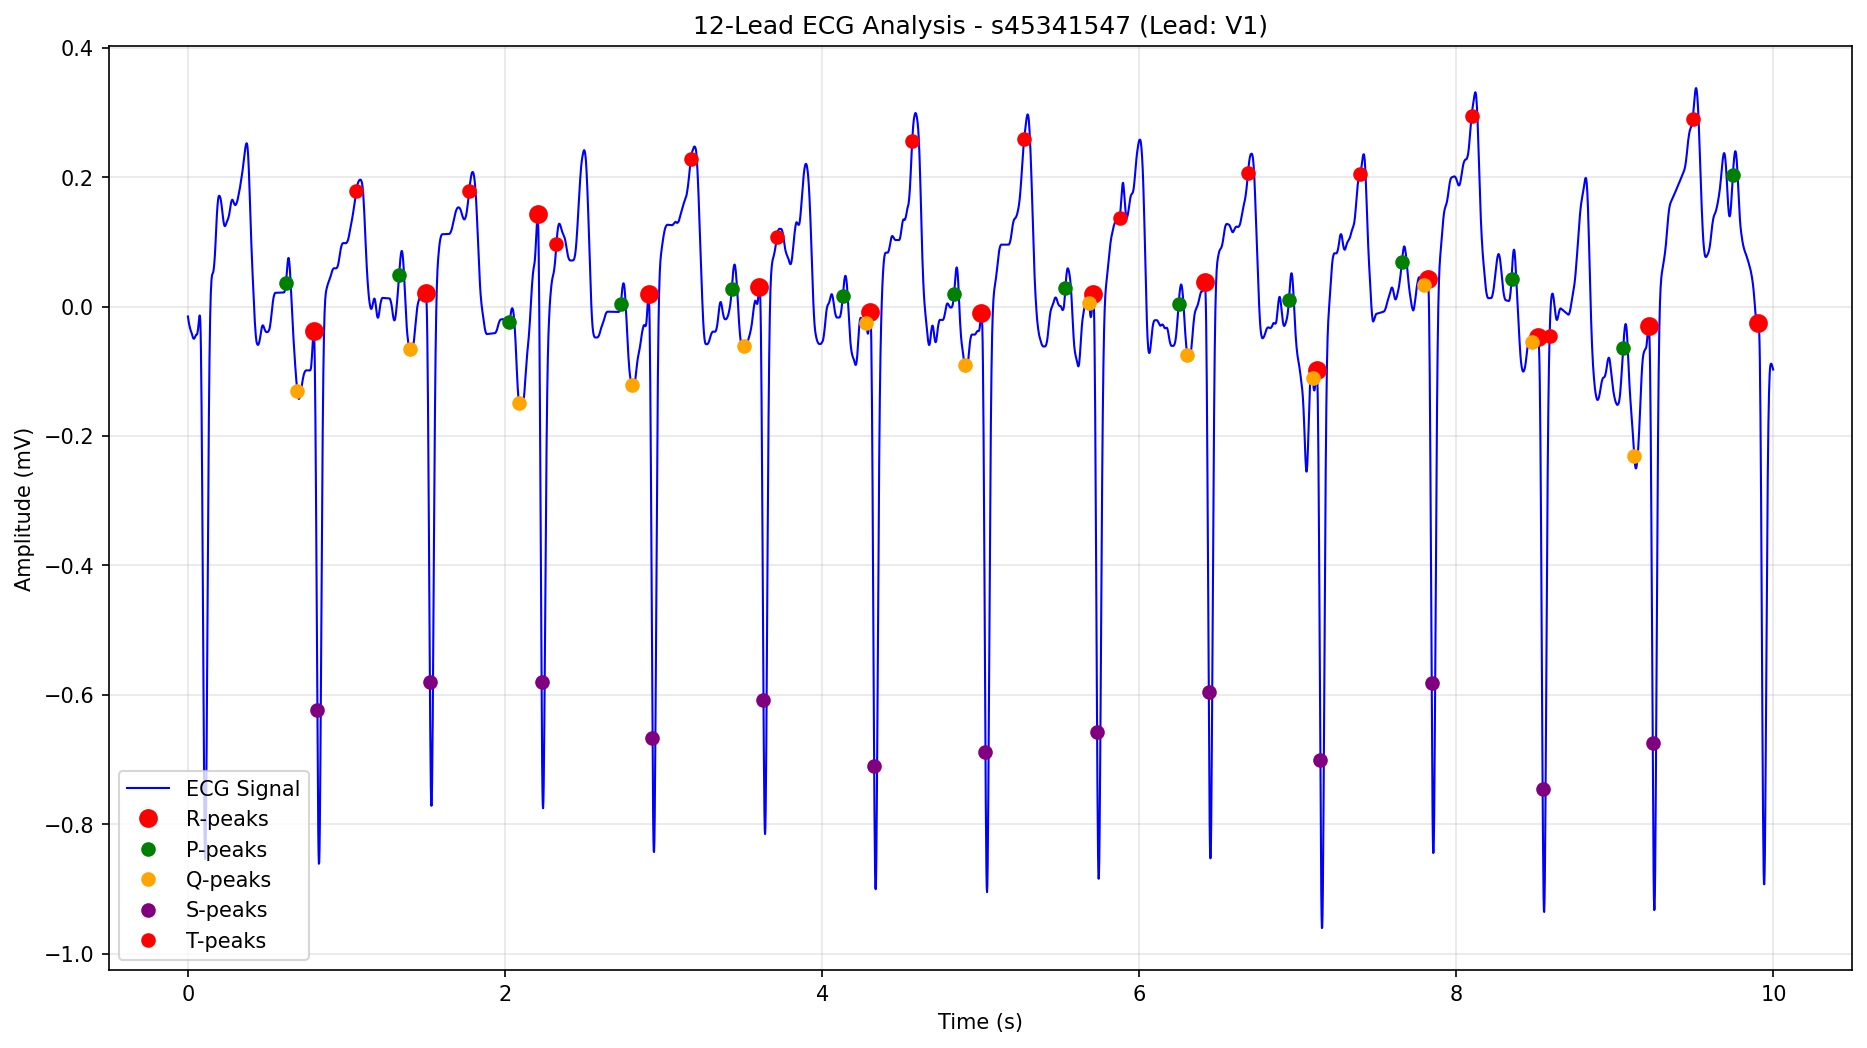 12-Lead ECG Analysis - s45341547 (Lead: V1)
Amplitude (mV)
0.4
0.2
0.0
−0.2
−0.4
−0.6
−0.8
−1.0
ECG Signal
R-peaks
P-peaks
Q-peaks
S-peaks
T-peaks
0 2 4 6 8 10
Time (s)